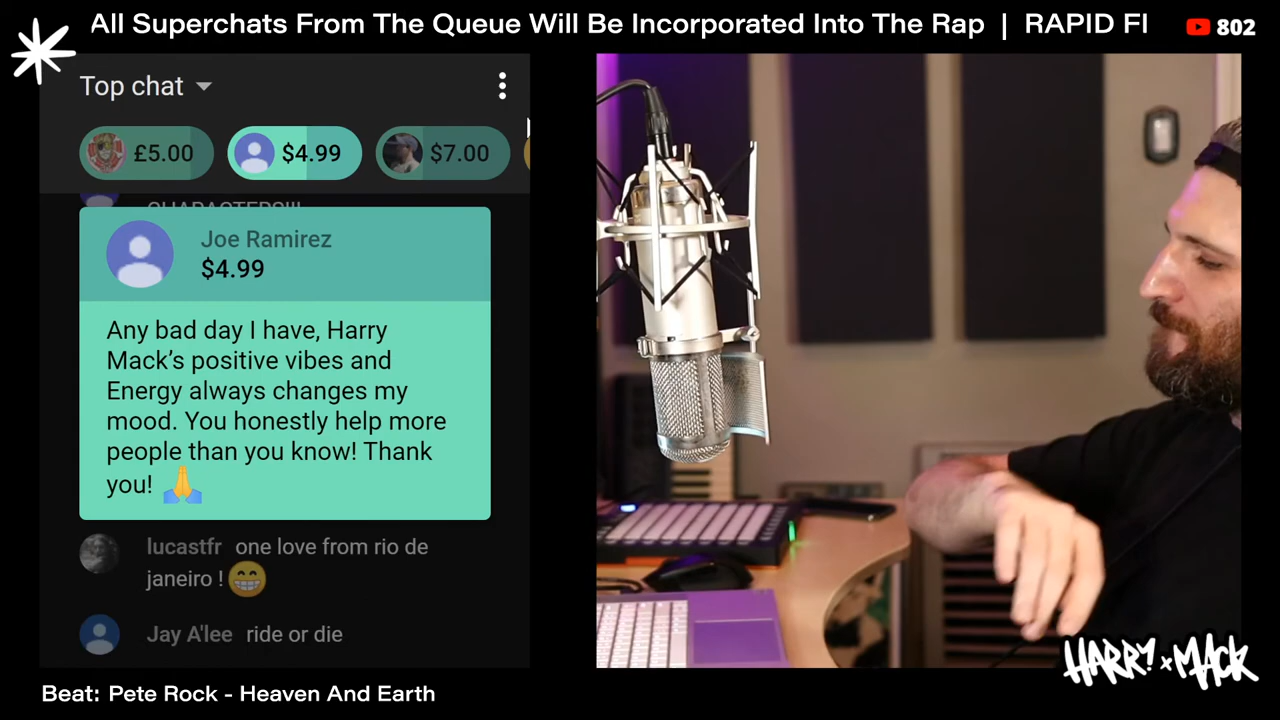 All Superchats From The Queue Will Be Incorporated Into The Rap | RAPID FI
802
Top chat
£5.00
$4.99
$7.00
CHARACTERS!!!
Joe Ramirez
$4.99
Any bad day I have, Harry
Mack’s positive vibes and
Energy always changes my
mood. You honestly help more
people than you know! Thank
you! 🙏
lucastfr one love from rio de
janeiro ! 😁
Jay A'lee ride or die
HARRY x MACK
Beat: Pete Rock - Heaven And Earth